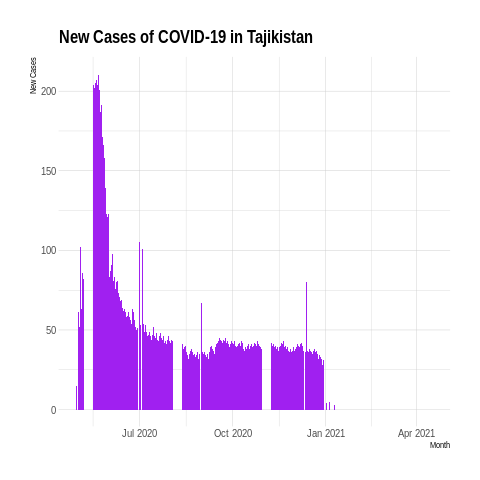 New Cases of COVID-19 in Tajikistan
New Cases
200
150
100
50
0
Jul 2020
Oct 2020
Jan 2021
Apr 2021
Month